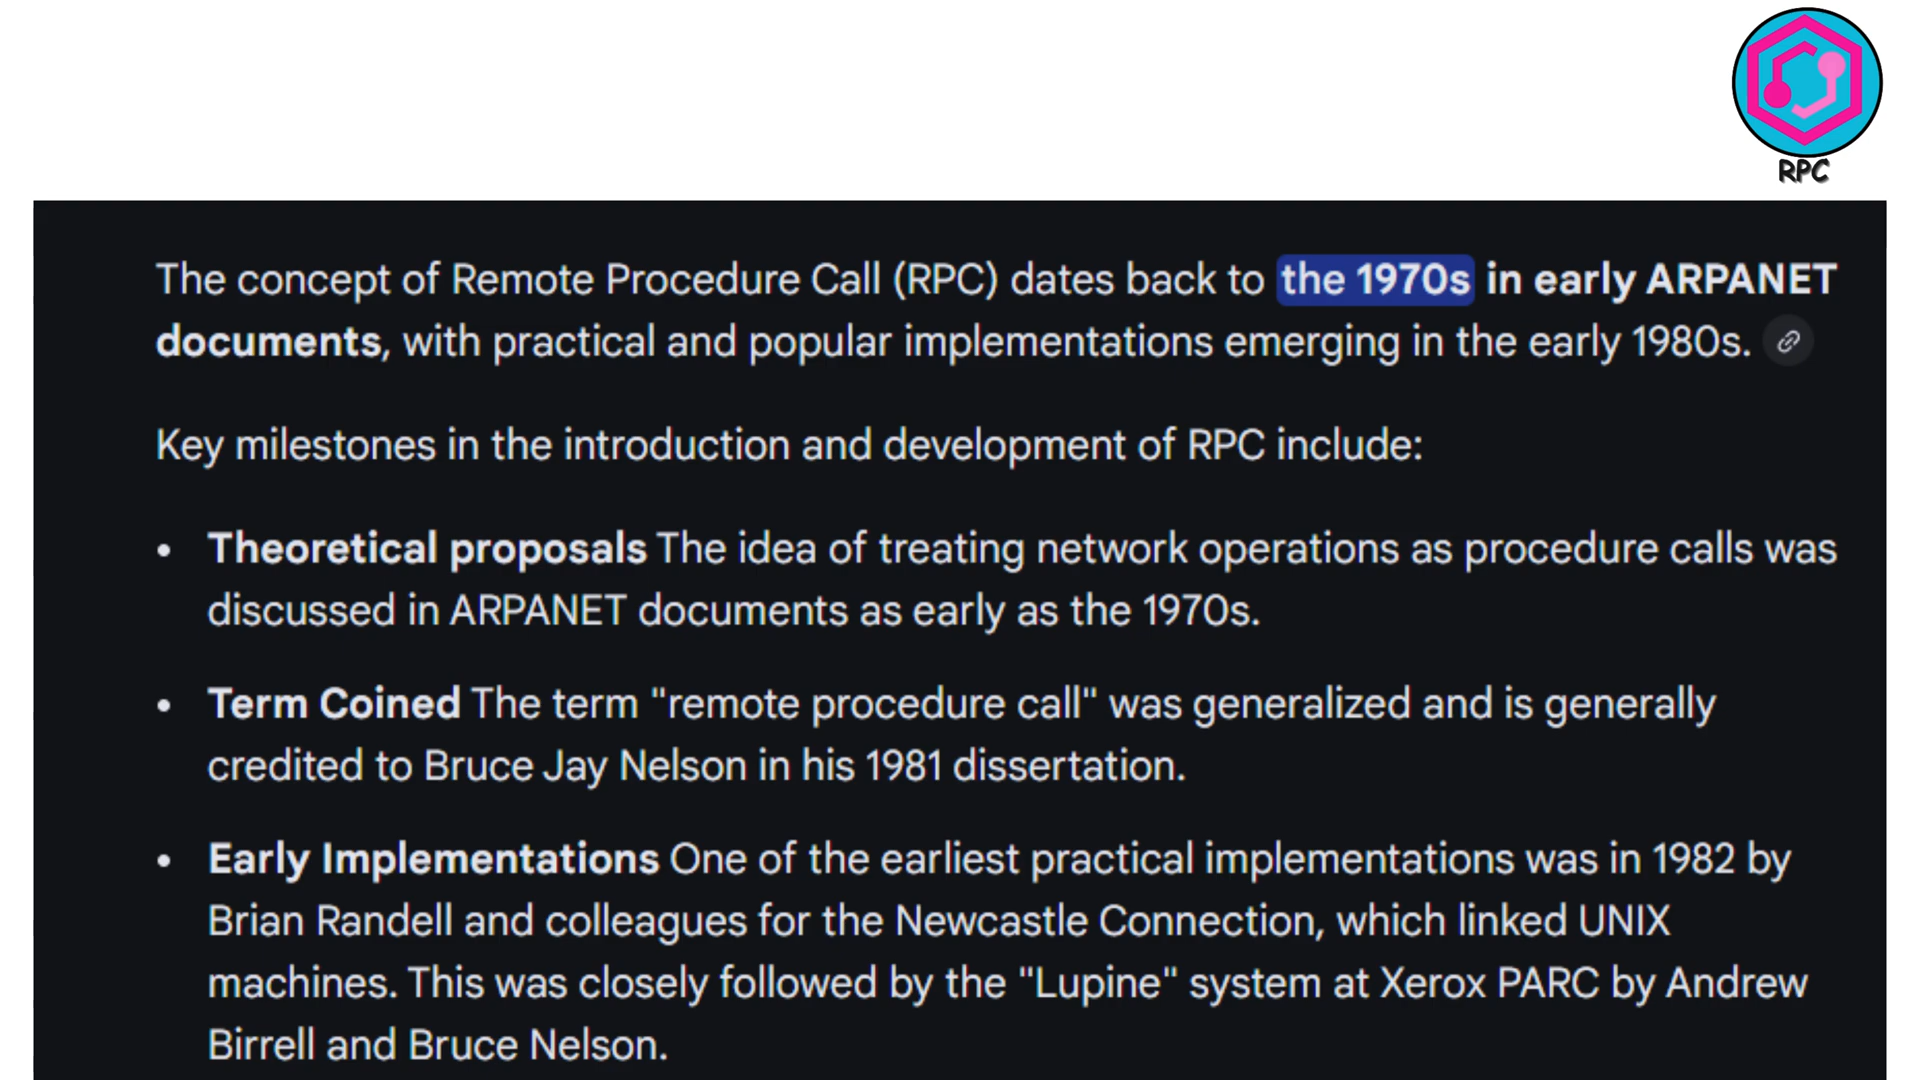 RPC
The concept of Remote Procedure Call (RPC) dates back to the 1970s in early ARPANET
documents, with practical and popular implementations emerging in the early 1980s.
Key milestones in the introduction and development of RPC include:
• Theoretical proposals The idea of treating network operations as procedure calls was
discussed in ARPANET documents as early as the 1970s.
• Term Coined The term "remote procedure call" was generalized and is generally
credited to Bruce Jay Nelson in his 1981 dissertation.
• Early Implementations One of the earliest practical implementations was in 1982 by
Brian Randell and colleagues for the Newcastle Connection, which linked UNIX
machines. This was closely followed by the "Lupine" system at Xerox PARC by Andrew
Birrell and Bruce Nelson.